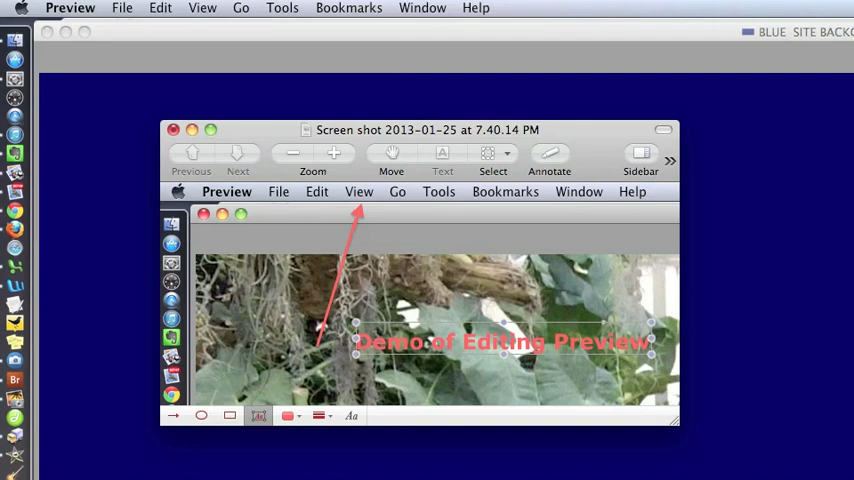 Preview File Edit View Go Tools Bookmarks Window Help
BLUE SITE BACKG
Screen shot 2013-01-25 at 7.40.14 PM
Previous Next Zoom Move Text Select Annotate Sidebar
Preview File Edit View Go Tools Bookmarks Window Help
Demo of Editing Preview
Aa
Br